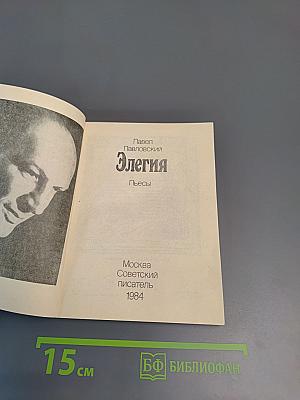 Павел
Павловский
Элегия
Пьесы
Москва
Советский
писатель
1984
15 см
БФ БИБЛИОФАН